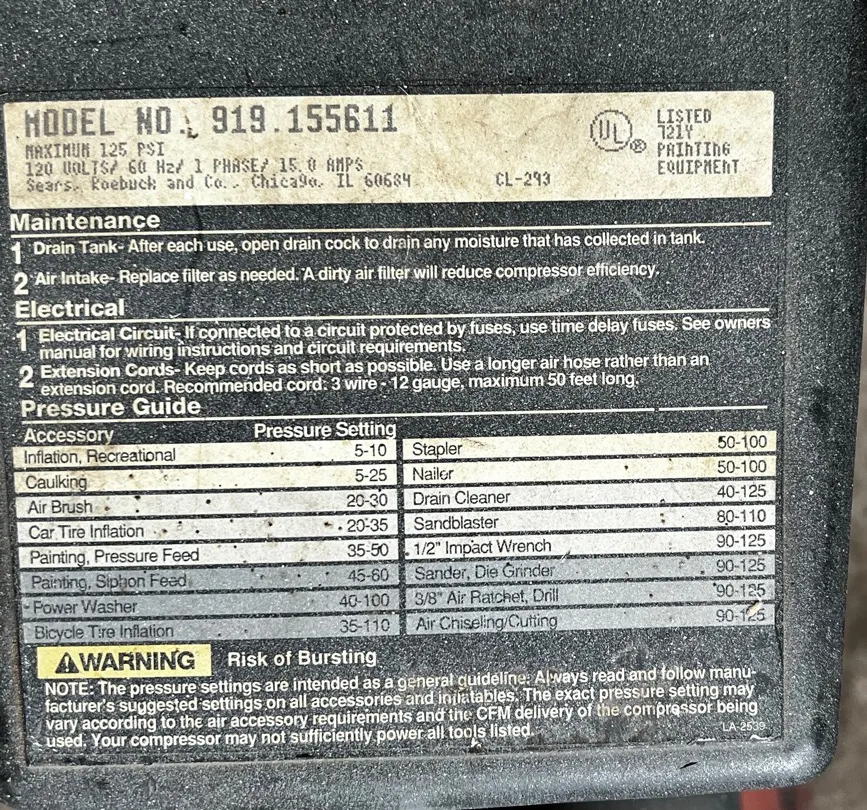 MODEL NO. 919.155611
MAXIMUM 125 PSI
120 VOLTS/ 60 Hz/ 1 PHASE/ 15.0 AMPS
Sears, Roebuck and Co., Chicago, IL 60684
CL-293
UL ®
LISTED
721Y
PAINTING
EQUIPMENT
Maintenance
1 Drain Tank- After each use, open drain cock to drain any moisture that has collected in tank.
2 Air Intake- Replace filter as needed. A dirty air filter will reduce compressor efficiency.
Electrical
1 Electrical Circuit- If connected to a circuit protected by fuses, use time delay fuses. See owners
manual for wiring instructions and circuit requirements.
2 Extension Cords- Keep cords as short as possible. Use a longer air hose rather than an
extension cord. Recommended cord: 3 wire - 12 gauge, maximum 50 feet long.
Pressure Guide
Accessory Pressure Setting
Inflation, Recreational 5-10
Caulking 5-25
Air Brush 20-30
Car Tire Inflation 20-35
Painting, Pressure Feed 35-50
Painting, Siphon Feed 45-60
Power Washer 40-100
Bicycle Tire Inflation 35-110
Stapler 50-100
Nailer 50-100
Drain Cleaner 40-125
Sandblaster 80-110
1/2" Impact Wrench 90-125
Sander, Die Grinder 90-125
3/8" Air Ratchet, Drill 90-125
Air Chiseling/Cutting 90-125
WARNING Risk of Bursting
NOTE: The pressure settings are intended as a general guideline. Always read and follow manu-
facturer's suggested settings on all accessories and inflatables. The exact pressure setting may
vary according to the air accessory requirements and the CFM delivery of the compressor being
used. Your compressor may not sufficiently power all tools listed.
LA-2539